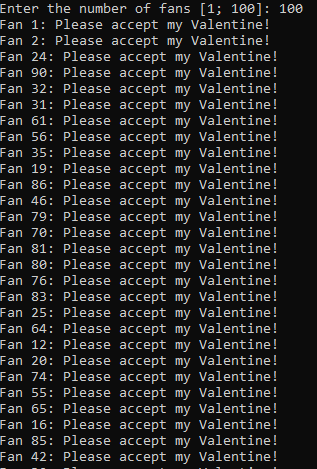 Enter the number of fans [1; 100]: 100
Fan 1: Please accept my Valentine!
Fan 2: Please accept my Valentine!
Fan 24: Please accept my Valentine!
Fan 90: Please accept my Valentine!
Fan 32: Please accept my Valentine!
Fan 31: Please accept my Valentine!
Fan 61: Please accept my Valentine!
Fan 56: Please accept my Valentine!
Fan 35: Please accept my Valentine!
Fan 19: Please accept my Valentine!
Fan 86: Please accept my Valentine!
Fan 46: Please accept my Valentine!
Fan 79: Please accept my Valentine!
Fan 70: Please accept my Valentine!
Fan 81: Please accept my Valentine!
Fan 80: Please accept my Valentine!
Fan 76: Please accept my Valentine!
Fan 83: Please accept my Valentine!
Fan 25: Please accept my Valentine!
Fan 64: Please accept my Valentine!
Fan 12: Please accept my Valentine!
Fan 20: Please accept my Valentine!
Fan 74: Please accept my Valentine!
Fan 55: Please accept my Valentine!
Fan 65: Please accept my Valentine!
Fan 16: Please accept my Valentine!
Fan 85: Please accept my Valentine!
Fan 42: Please accept my Valentine!